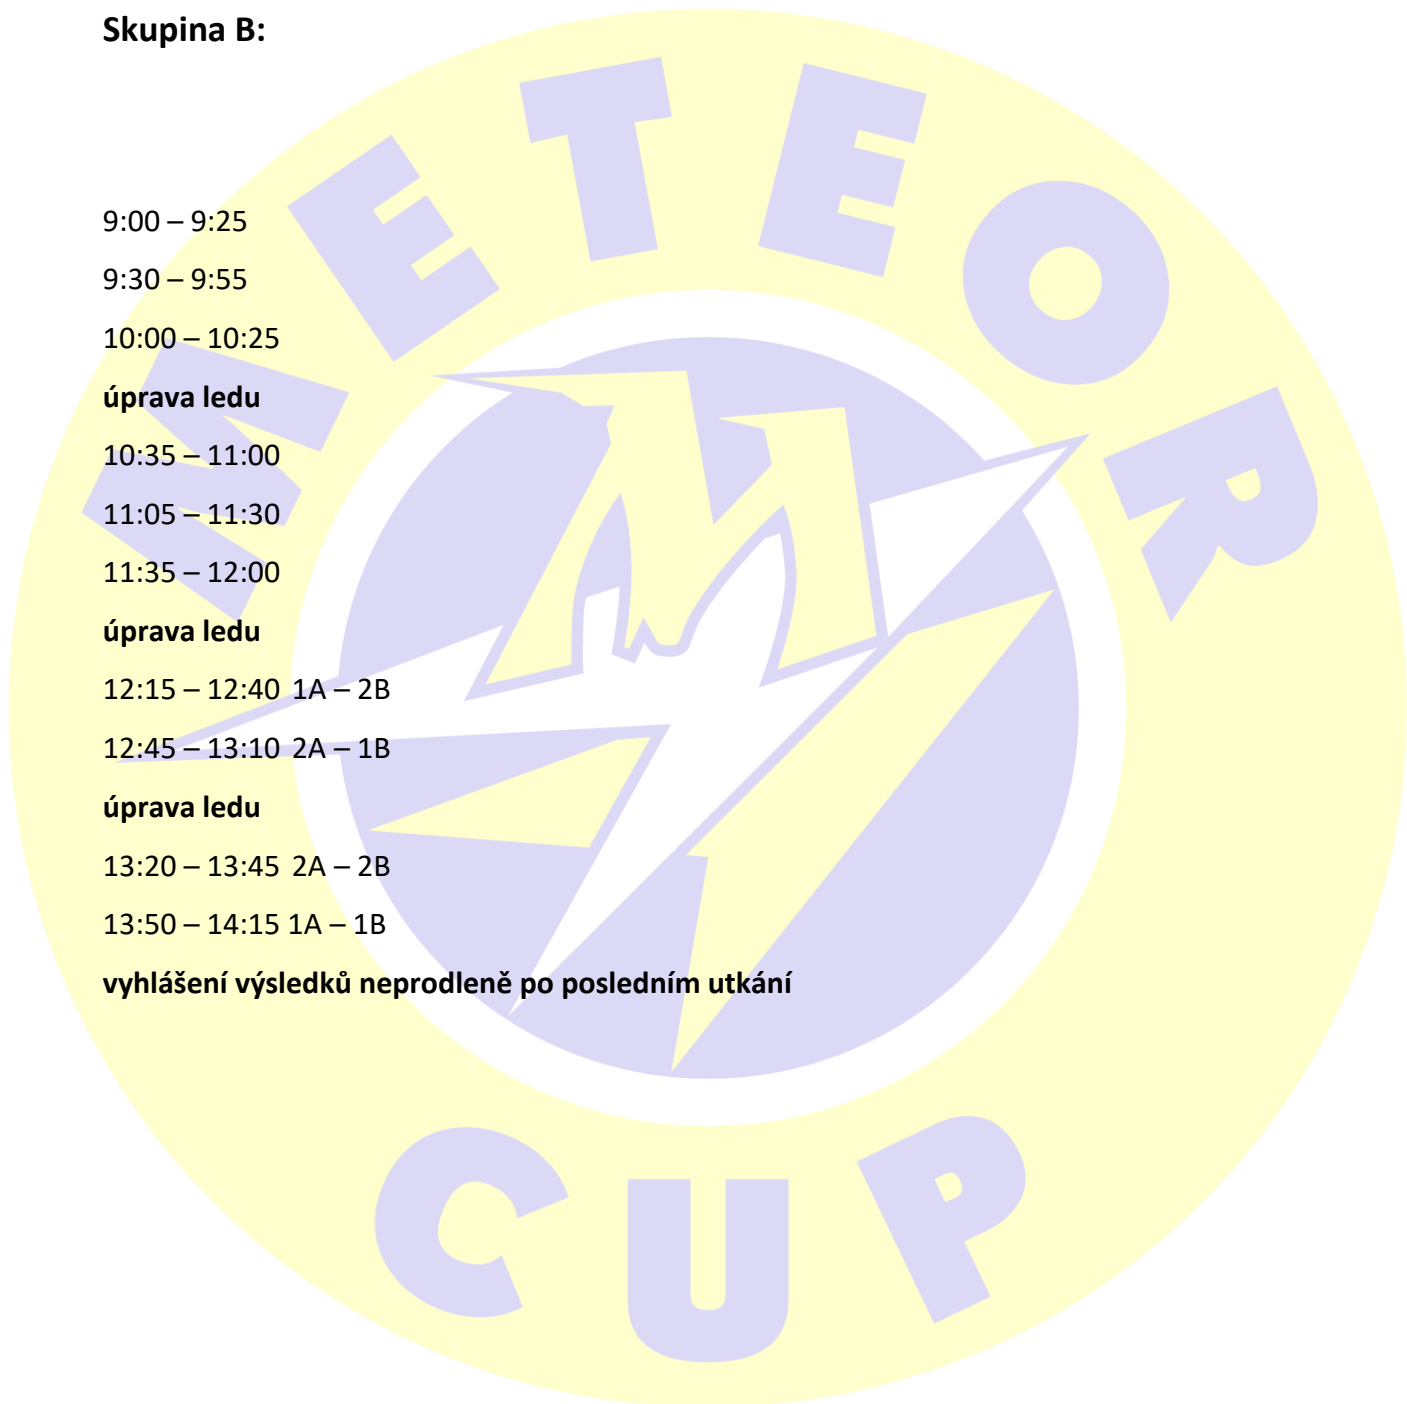 Skupina B:
9:00 – 9:25
9:30 – 9:55
10:00 – 10:25
úprava ledu
10:35 – 11:00
11:05 – 11:30
11:35 – 12:00
úprava ledu
12:15 – 12:40 1A – 2B
12:45 – 13:10 2A – 1B
úprava ledu
13:20 – 13:45 2A – 2B
13:50 – 14:15 1A – 1B
vyhlášení výsledků neprodleně po posledním utkání
METEOR
M
CUP